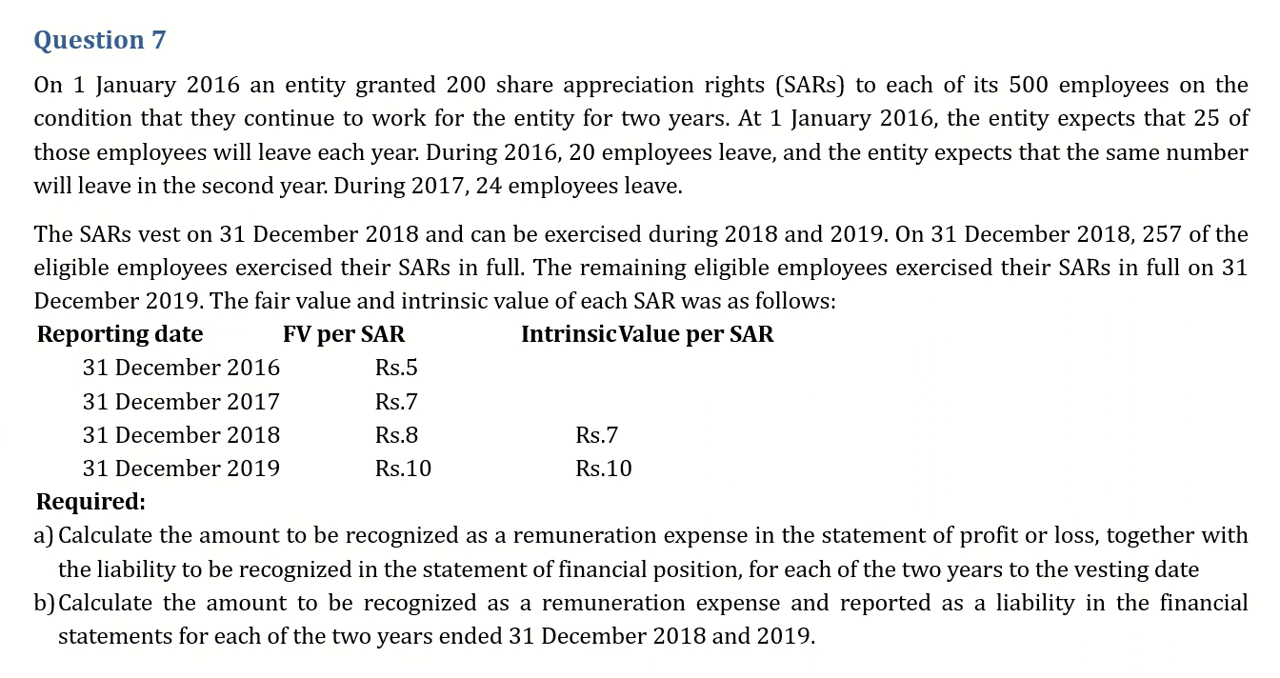 Question 7
On 1 January 2016 an entity granted 200 share appreciation rights (SARs) to each of its 500 employees on the
condition that they continue to work for the entity for two years. At 1 January 2016, the entity expects that 25 of
those employees will leave each year. During 2016, 20 employees leave, and the entity expects that the same number
will leave in the second year. During 2017, 24 employees leave.
The SARs vest on 31 December 2018 and can be exercised during 2018 and 2019. On 31 December 2018, 257 of the
eligible employees exercised their SARs in full. The remaining eligible employees exercised their SARs in full on 31
December 2019. The fair value and intrinsic value of each SAR was as follows:
Reporting date FV per SAR Intrinsic Value per SAR
31 December 2016 Rs.5
31 December 2017 Rs.7
31 December 2018 Rs.8 Rs.7
31 December 2019 Rs.10 Rs.10
Required:
a) Calculate the amount to be recognized as a remuneration expense in the statement of profit or loss, together with
the liability to be recognized in the statement of financial position, for each of the two years to the vesting date
b) Calculate the amount to be recognized as a remuneration expense and reported as a liability in the financial
statements for each of the two years ended 31 December 2018 and 2019.